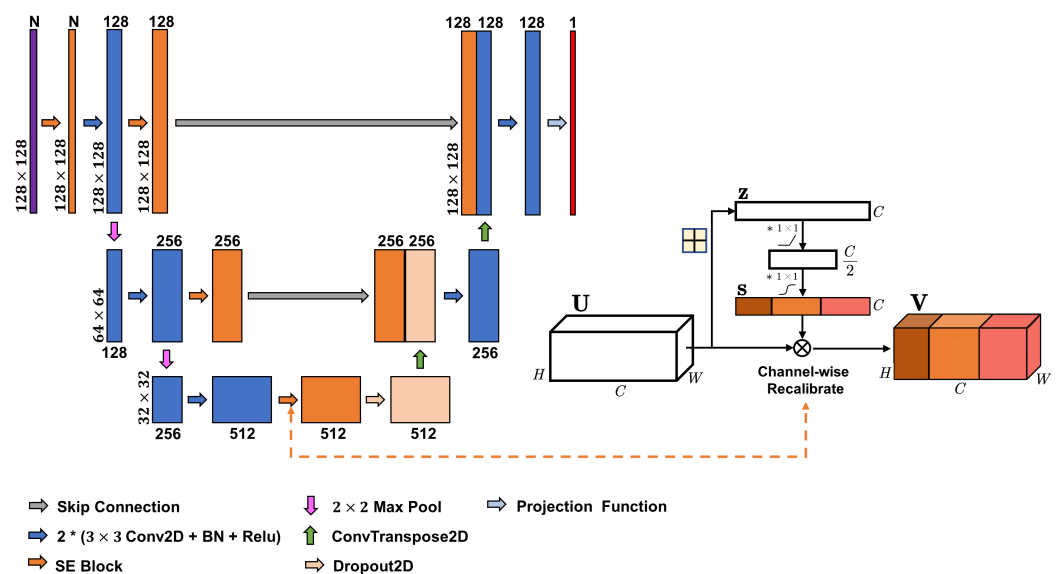 N N 128 128 128 128 128 1
128 × 128 128 × 128 128 × 128 128 × 128 128 × 128
256 256 256 256
64 × 64
128 256
32 × 32
256 512 512 512
z
C
* 1×1
C/2
* 1×1
s
C
U
H
C
W
Channel-wise
Recalibrate
V
H
C
W
Skip Connection
2 * (3 × 3 Conv2D + BN + Relu)
SE Block
2 × 2 Max Pool
ConvTranspose2D
Dropout2D
Projection Function